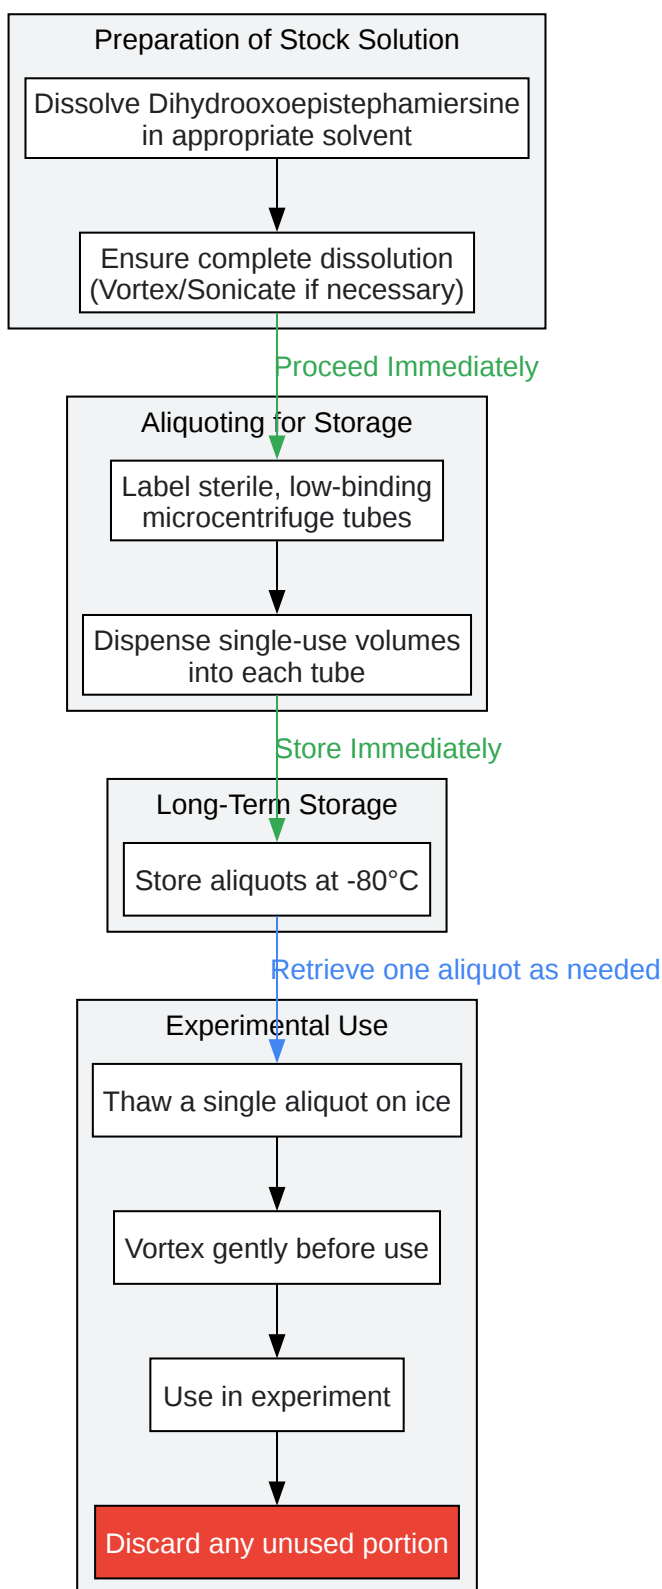 Preparation of Stock Solution
Dissolve Dihydrooxoepistephamiersine
in appropriate solvent
Ensure complete dissolution
(Vortex/Sonicate if necessary)
Proceed Immediately
Aliquoting for Storage
Label sterile, low-binding
microcentrifuge tubes
Dispense single-use volumes
into each tube
Store Immediately
Long-Term Storage
Store aliquots at -80°C
Retrieve one aliquot as needed
Experimental Use
Thaw a single aliquot on ice
Vortex gently before use
Use in experiment
Discard any unused portion